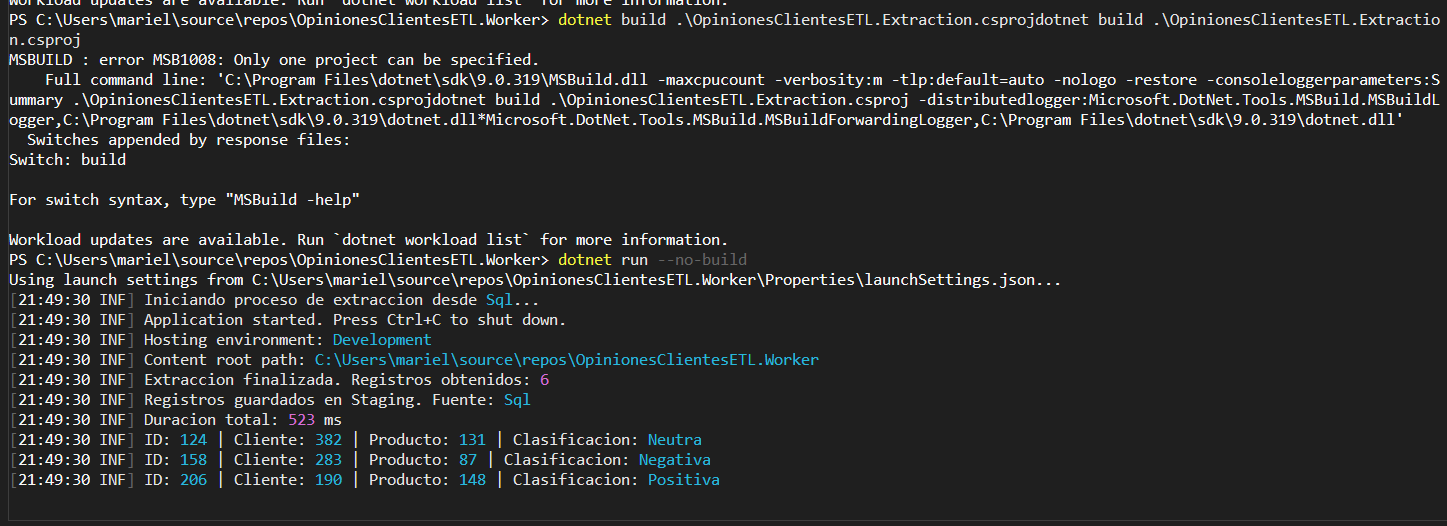 Workload updates are available. Run `dotnet workload list` for more information.
PS C:\Users\mariel\source\repos\OpinionesClientesETL.Worker> dotnet build .\OpinionesClientesETL.Extraction.csprojdotnet build .\OpinionesClientesETL.Extractio
n.csproj
MSBUILD : error MSB1008: Only one project can be specified.
    Full command line: 'C:\Program Files\dotnet\sdk\9.0.319\MSBuild.dll -maxcpucount -verbosity:m -tlp:default=auto -nologo -restore -consoleloggerparameters:S
ummary .\OpinionesClientesETL.Extraction.csprojdotnet build .\OpinionesClientesETL.Extraction.csproj -distributedlogger:Microsoft.DotNet.Tools.MSBuild.MSBuildL
ogger,C:\Program Files\dotnet\sdk\9.0.319\dotnet.dll*Microsoft.DotNet.Tools.MSBuild.MSBuildForwardingLogger,C:\Program Files\dotnet\sdk\9.0.319\dotnet.dll'
  Switches appended by response files:
Switch: build

For switch syntax, type "MSBuild -help"

Workload updates are available. Run `dotnet workload list` for more information.
PS C:\Users\mariel\source\repos\OpinionesClientesETL.Worker> dotnet run --no-build
Using launch settings from C:\Users\mariel\source\repos\OpinionesClientesETL.Worker\Properties\launchSettings.json...
[21:49:30 INF] Iniciando proceso de extraccion desde Sql...
[21:49:30 INF] Application started. Press Ctrl+C to shut down.
[21:49:30 INF] Hosting environment: Development
[21:49:30 INF] Content root path: C:\Users\mariel\source\repos\OpinionesClientesETL.Worker
[21:49:30 INF] Extraccion finalizada. Registros obtenidos: 6
[21:49:30 INF] Registros guardados en Staging. Fuente: Sql
[21:49:30 INF] Duracion total: 523 ms
[21:49:30 INF] ID: 124 | Cliente: 382 | Producto: 131 | Clasificacion: Neutra
[21:49:30 INF] ID: 158 | Cliente: 283 | Producto: 87 | Clasificacion: Negativa
[21:49:30 INF] ID: 206 | Cliente: 190 | Producto: 148 | Clasificacion: Positiva